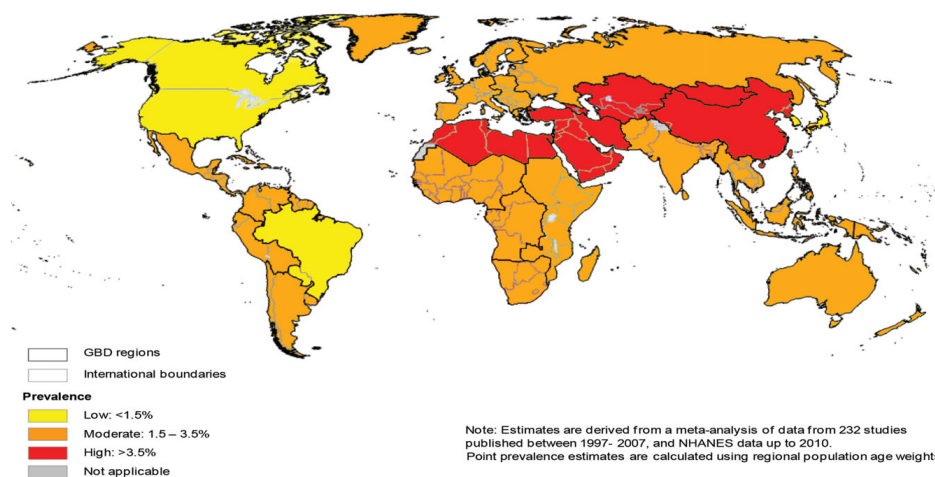 GBD regions
International boundaries
Prevalence
Low: <1.5%
Moderate: 1.5 – 3.5%
High: >3.5%
Not applicable
Note: Estimates are derived from a meta-analysis of data from 232 studies
published between 1997- 2007, and NHANES data up to 2010.
Point prevalence estimates are calculated using regional population age weight